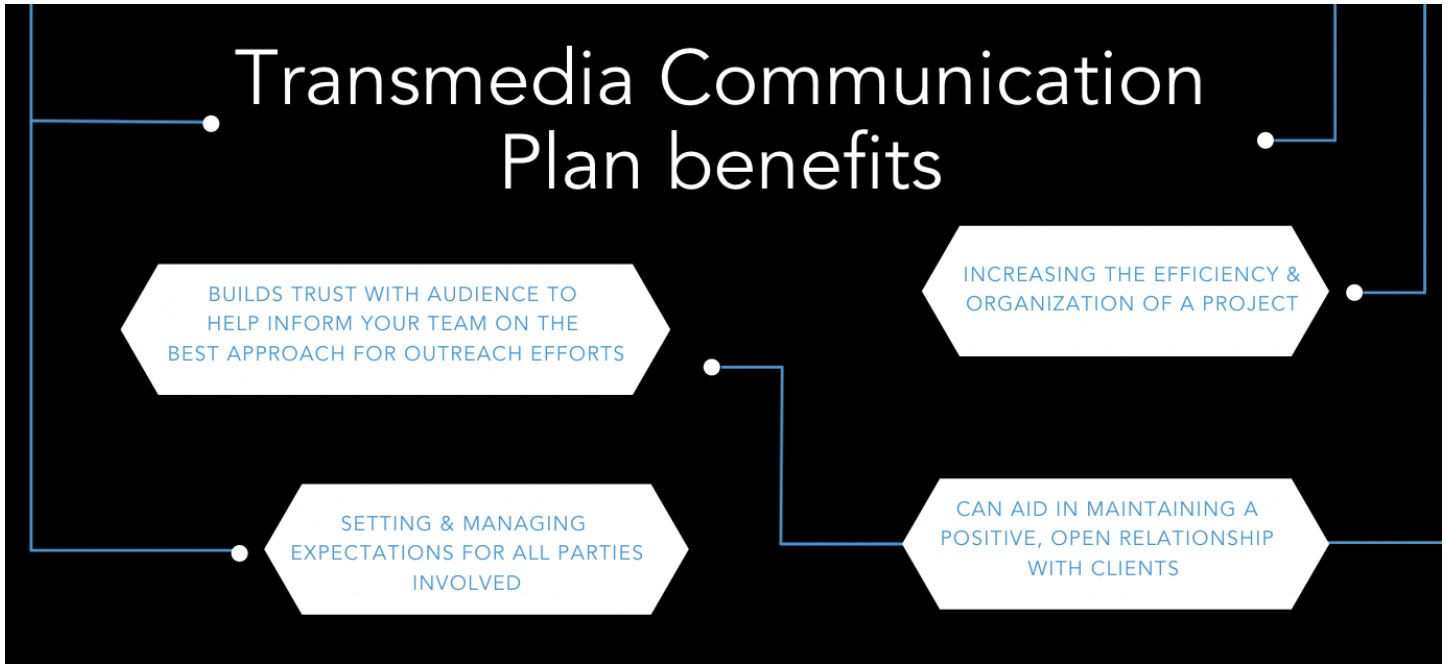 Transmedia Communication
Plan benefits
BUILDS TRUST WITH AUDIENCE TO
HELP INFORM YOUR TEAM ON THE
BEST APPROACH FOR OUTREACH EFFORTS
INCREASING THE EFFICIENCY &
ORGANIZATION OF A PROJECT
SETTING & MANAGING
EXPECTATIONS FOR ALL PARTIES
INVOLVED
CAN AID IN MAINTAINING A
POSITIVE, OPEN RELATIONSHIP
WITH CLIENTS